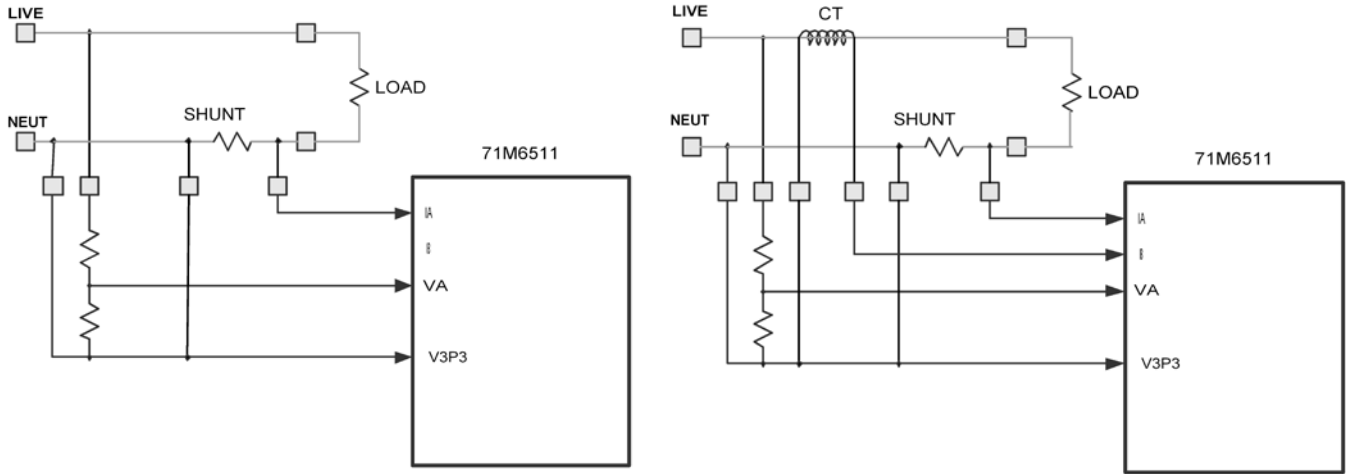 LIVE
LOAD
NEUT
SHUNT
71M6511
IA
B
VA
V3P3
LIVE
CT
LOAD
NEUT
SHUNT
71M6511
IA
B
VA
V3P3